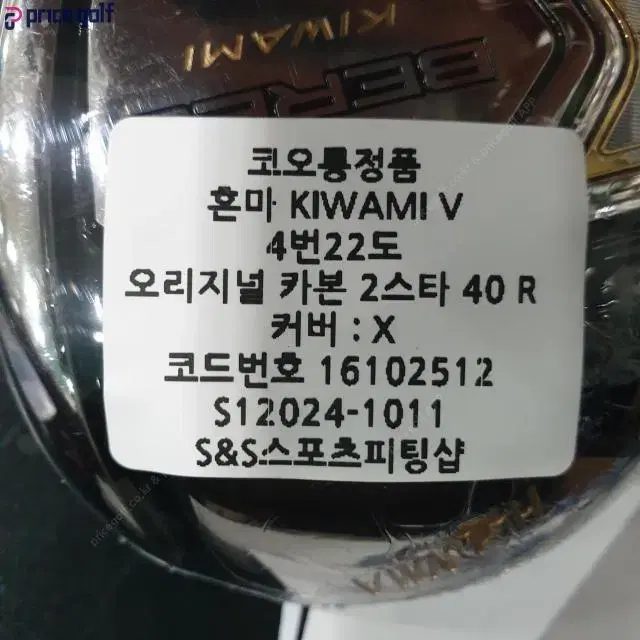 pricegolf
KIWAMI
BERE
코오롱정품
혼마 KIWAMI V
4번22도
오리지널 카본 2스타 40 R
커버 : X
코드번호 16102512
S12024-1011
S&S스포츠피팅샵